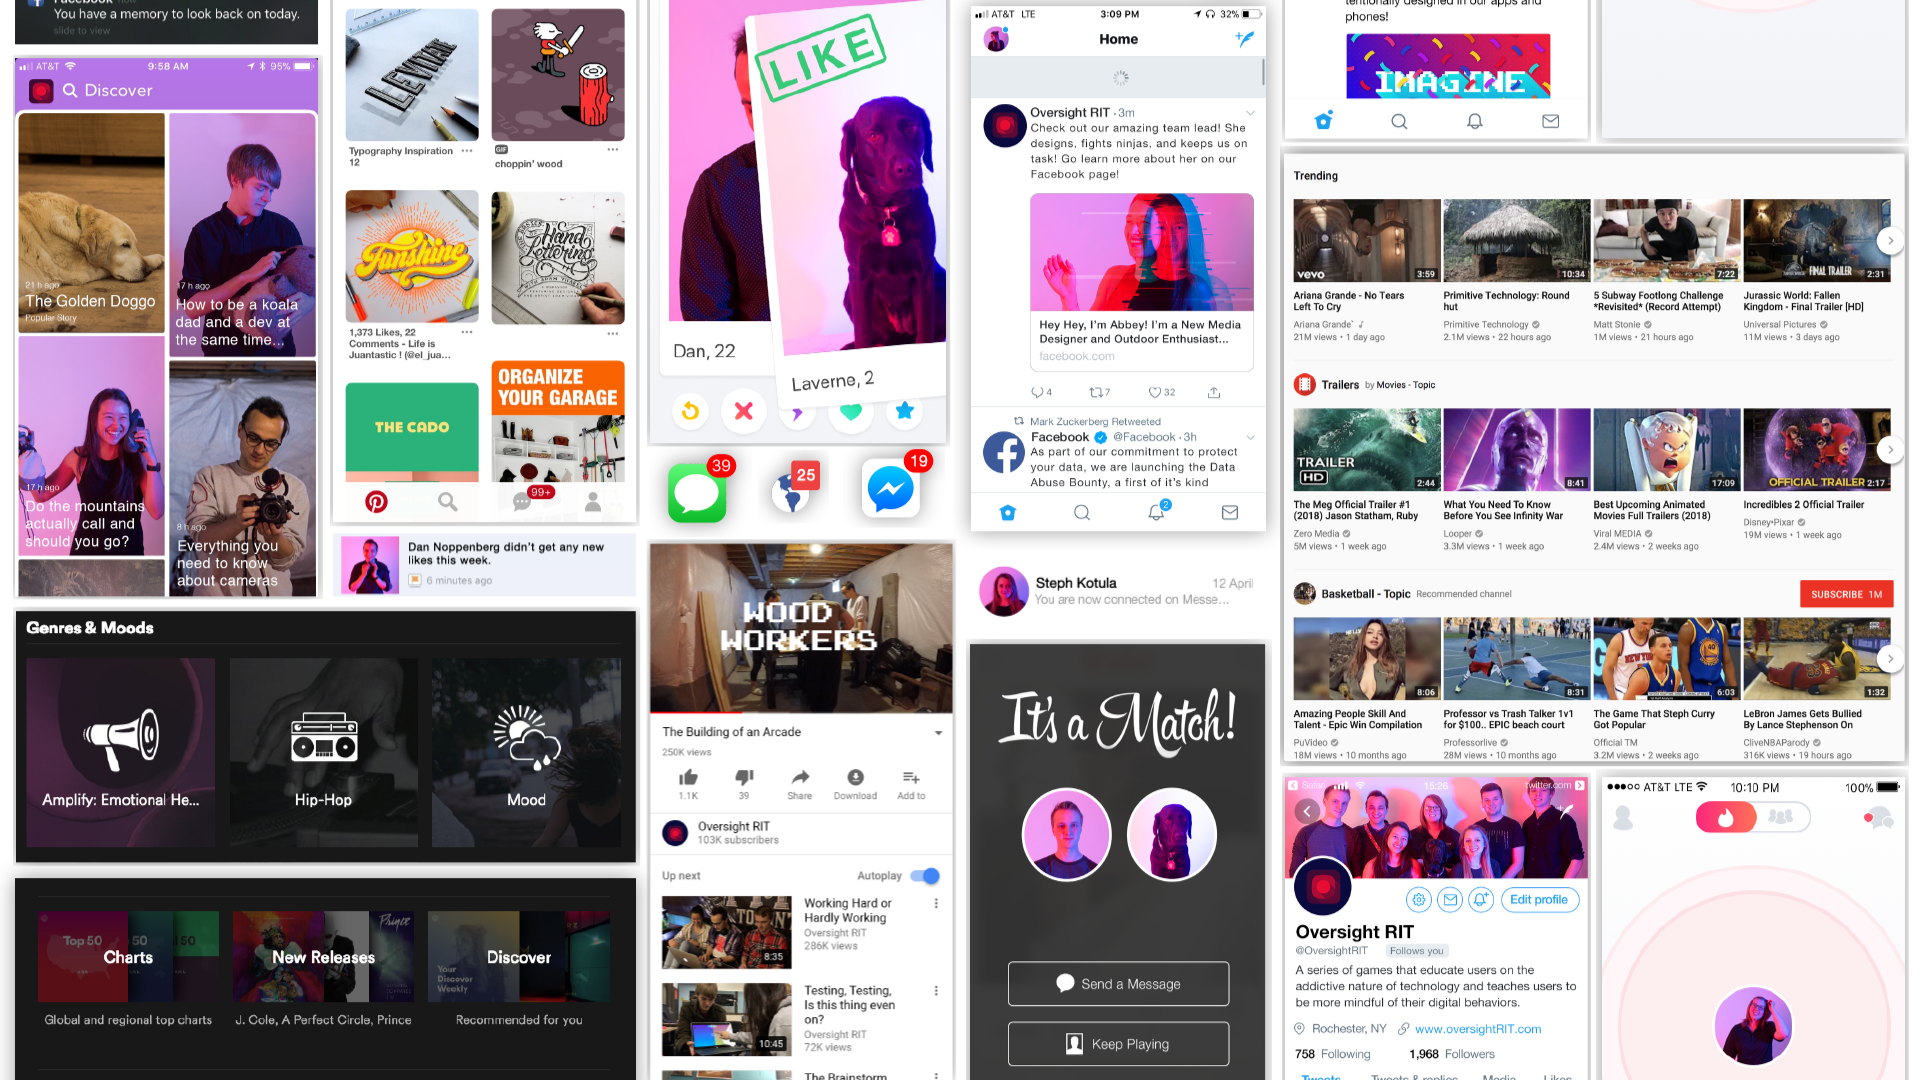 Facebook now
You have a memory to look back on today.
slide to view
AT&T
9:58 AM
95%
Discover
21 h ago
The Golden Doggo
Popular Story
17 h ago
How to be a koala
dad and a dev at
the same time...
17 h ago
Do the mountains
actually call and
should you go?
8 h ago
Everything you
need to know
about cameras
Genres & Moods
Amplify: Emotional He...
Hip-Hop
Mood
Top 50
50
50
Charts
Global and regional top charts
Prince
New Releases
J. Cole, A Perfect Circle, Prince
Your
Discover
Weekly
Discover
Recommended for you
Typography Inspiration
12
GIF
choppin' wood
Funshine
Hand
Lettering
1,373 Likes, 22
Comments - Life is
Juantastic ! (@el_jua...
THE CADO
ORGANIZE
YOUR GARAGE
99+
Dan Noppenberg didn't get any new
likes this week.
6 minutes ago
LIKE
Dan, 22
Laverne, 2
39
25
19
WOOD
WORKERS
The Building of an Arcade
250K views
1.1K
39
Share
Download
Add to
Oversight RIT
103K subscribers
Up next
Autoplay
8:35
Working Hard or
Hardly Working
Oversight RIT
286K views
10:45
Testing, Testing,
Is this thing even
on?
Oversight RIT
72K views
The Brainstorm
AT&T LTE
3:09 PM
32%
Home
Oversight RIT · 3m
Check out our amazing team lead! She
designs, fights ninjas, and keeps us on
task! Go learn more about her on our
Facebook page!
Hey Hey, I'm Abbey! I'm a New Media
Designer and Outdoor Enthusiast...
facebook.com
4
7
32
Mark Zuckerberg Retweeted
Facebook @Facebook · 3h
As part of our commitment to protect
your data, we are launching the Data
Abuse Bounty, a first of it's kind
2
Steph Kotula
12 April
You are now connected on Messe...
It's a Match!
Send a Message
Keep Playing
tentionally designed in our apps and
phones!
IMAGINE
Trending
vevo
3:59
10:34
7:22
FINAL TRAILER
2:31
Ariana Grande - No Tears
Left To Cry
Ariana Grande
21M views • 1 day ago
Primitive Technology: Round
hut
Primitive Technology
2.1M views • 22 hours ago
5 Subway Footlong Challenge
*Revisited* (Record Attempt)
Matt Stonie
1M views • 21 hours ago
Jurassic World: Fallen
Kingdom - Final Trailer [HD]
Universal Pictures
11M views • 3 days ago
Trailers by Movies - Topic
TRAILER
HD
2:44
8:41
17:09
OFFICIAL TRAILER 2:17
The Meg Official Trailer #1
(2018) Jason Statham, Ruby
Zero Media
5M views • 1 week ago
What You Need To Know
Before You See Infinity War
Looper
3.3M views • 1 week ago
Best Upcoming Animated
Movies Full Trailers (2018)
Viral MEDIA
2.4M views • 2 weeks ago
Incredibles 2 Official Trailer
Disney•Pixar
19M views • 1 week ago
Basketball - Topic Recommended channel
SUBSCRIBE 1M
8:06
8:31
NEW YORK
40
6:03
1:32
Amazing People Skill And
Talent - Epic Win Compilation
PuVideo
18M views • 10 months ago
Professor vs Trash Talker 1v1
for $100.. EPIC beach court
Professorlive
28M views • 10 months ago
The Game That Steph Curry
Got Popular
Official TM
3.2M views • 2 weeks ago
LeBron James Gets Bullied
By Lance Stephenson On
CliveNBAParody
316K views • 19 hours ago
Safari
15:26
twitter.com
Edit profile
Oversight RIT
@OversightRIT Follows you
A series of games that educate users on the
addictive nature of technology and teaches users to
be more mindful of their digital behaviors.
Rochester, NY www.oversightRIT.com
758 Following 1,968 Followers
Tweets Tweets & replies Media Likes
AT&T LTE
10:10 PM
100%